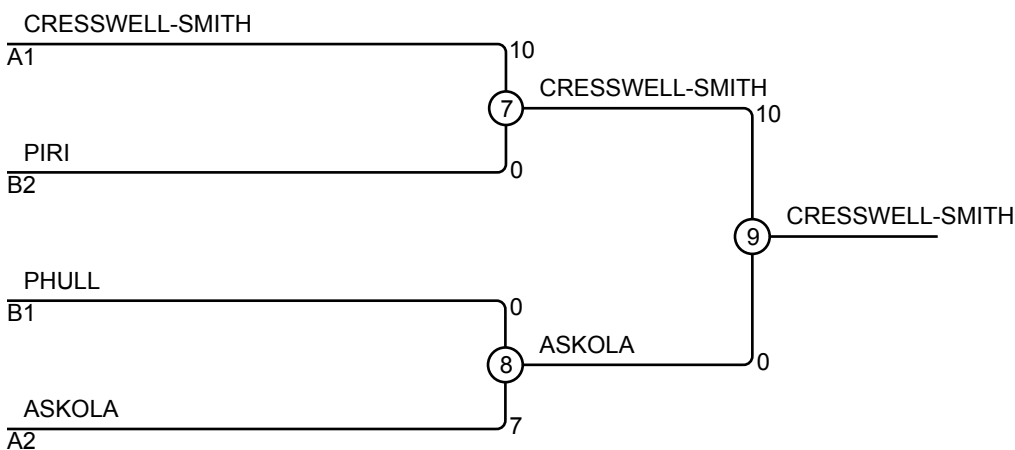 CRESSWELL-SMITH
A1
10
7
CRESSWELL-SMITH
PIRI
B2
0
10
9
CRESSWELL-SMITH
PHULL
B1
0
8
ASKOLA
0
ASKOLA
A2
7